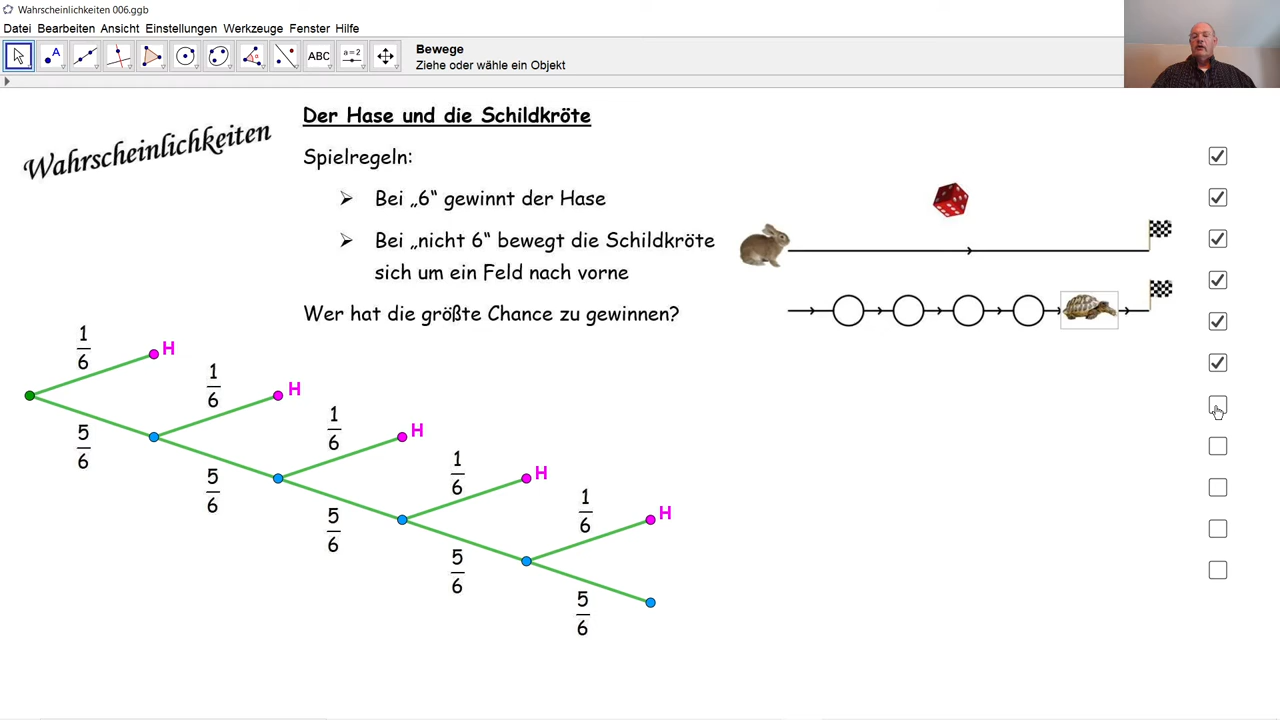 Wahrscheinlichkeiten 006.ggb
Datei Bearbeiten Ansicht Einstellungen Werkzeuge Fenster Hilfe
A
ABC
a=2
Bewege
Ziehe oder wähle ein Objekt
Wahrscheinlichkeiten
Der Hase und die Schildkröte
Spielregeln:
➢ Bei „6“ gewinnt der Hase
➢ Bei „nicht 6“ bewegt die Schildkröte
sich um ein Feld nach vorne
Wer hat die größte Chance zu gewinnen?
1/6 H
5/6
1/6 H
5/6
1/6 H
5/6
1/6 H
5/6
1/6 H
5/6